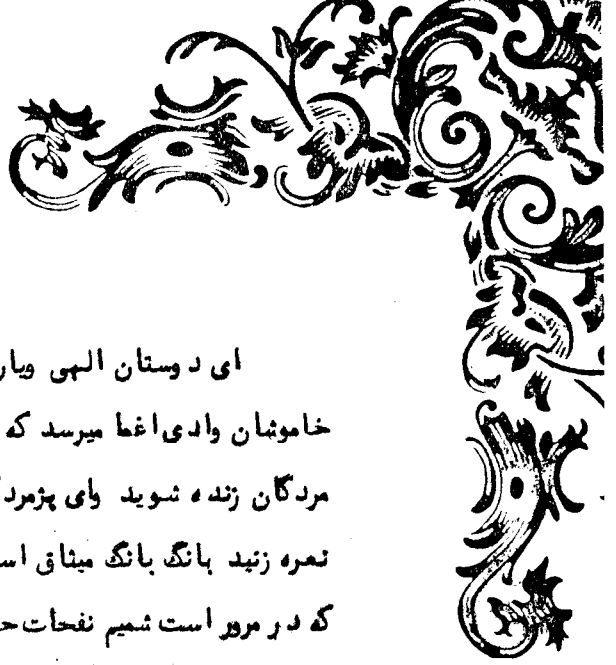 ای دوستان الهی ویار
خاموشان وادی اغما میرسد که
مردگان زنده شوید وای پژمرد
نعره زنید بانگ بانگ میثاق اس
که در مرور است شمیم نفحات ح